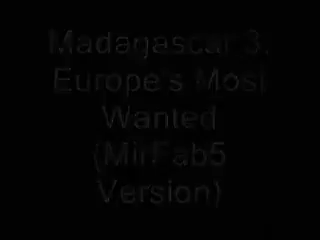 Madagascar 3:
Europe's Most
Wanted
(MirFab5
Version)